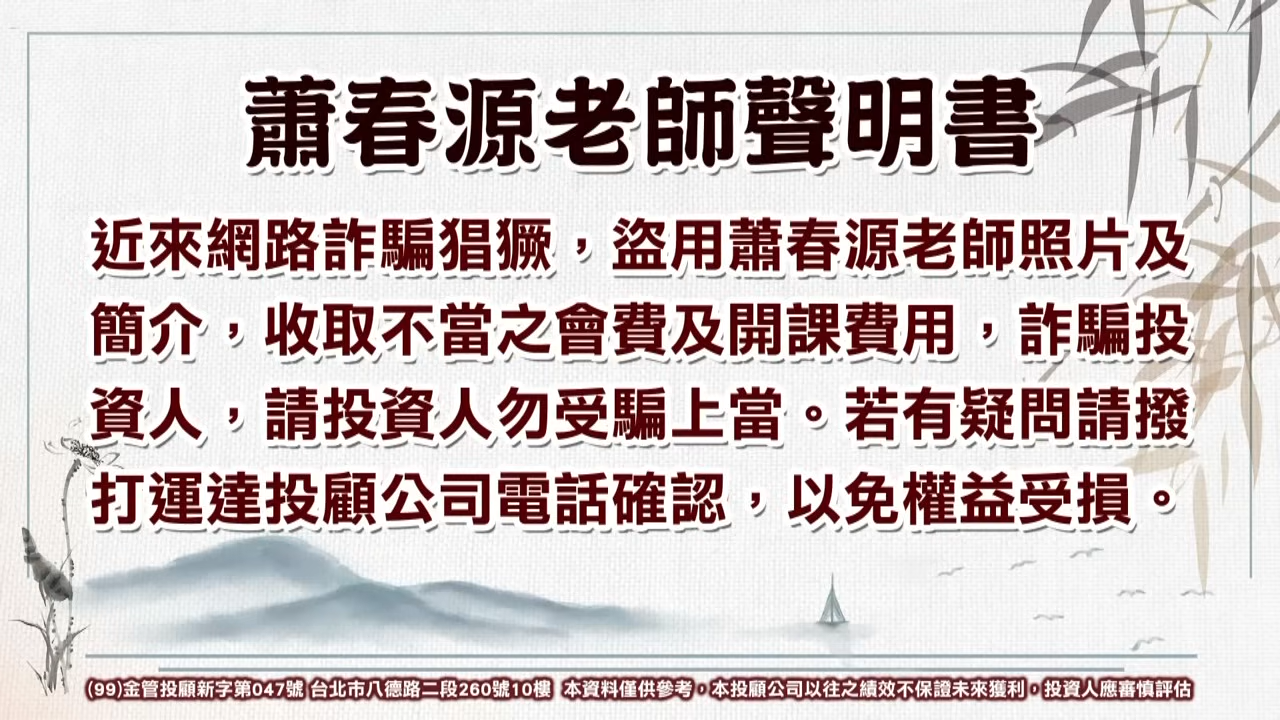 蕭春源老師聲明書
近來網路詐騙猖獗，盜用蕭春源老師照片及
簡介，收取不當之會費及開課費用，詐騙投
資人，請投資人勿受騙上當。若有疑問請撥
打運達投顧公司電話確認，以免權益受損。
(99)金管投顧新字第047號 台北市八德路二段260號10樓 本資料僅供參考，本投顧公司以往之績效不保證未來獲利，投資人應審慎評估